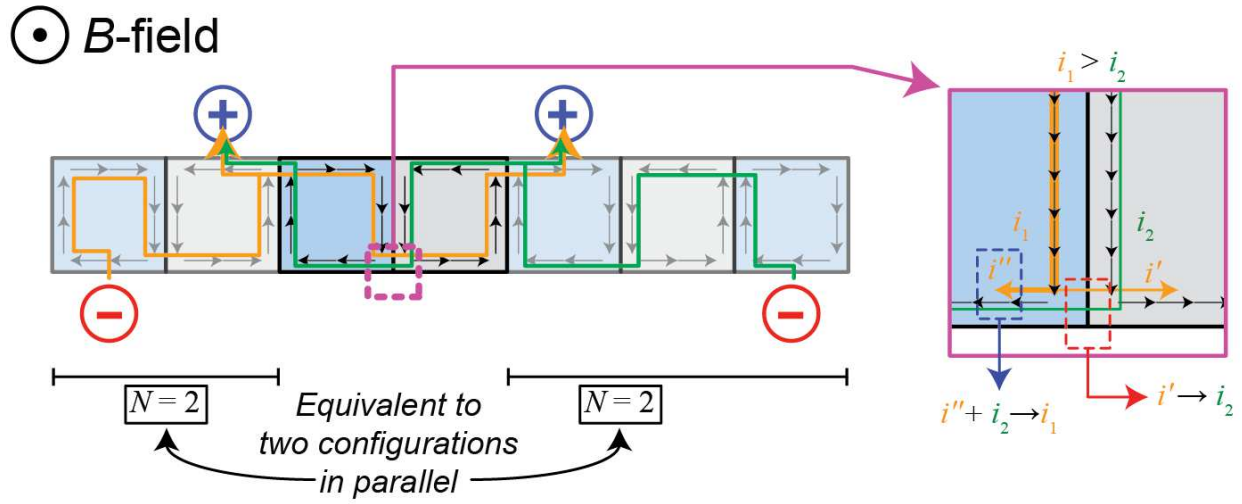 B-field
+
+
−
−
N = 2
N = 2
Equivalent to
two configurations
in parallel
i₁ > i₂
i₁
i₂
i''
i'
i'' + i₂ → i₁
i' → i₂